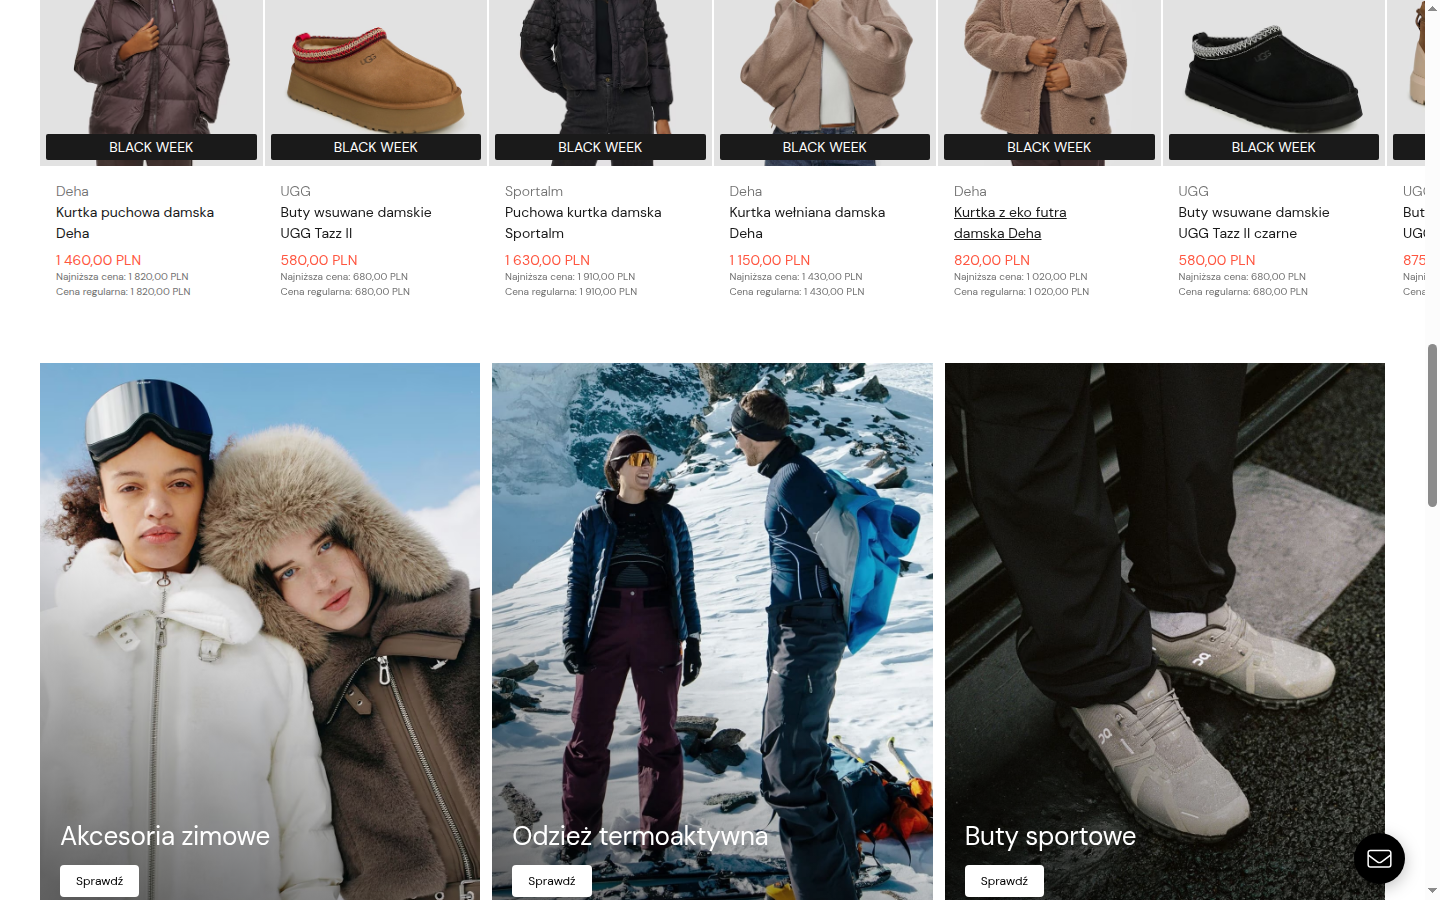 BLACK WEEK
BLACK WEEK
BLACK WEEK
BLACK WEEK
BLACK WEEK
BLACK WEEK
Deha
Kurtka puchowa damska
Deha
1 460,00 PLN
Najniższa cena: 1 820,00 PLN
Cena regularna: 1 820,00 PLN
UGG
Buty wsuwane damskie
UGG Tazz II
580,00 PLN
Najniższa cena: 680,00 PLN
Cena regularna: 680,00 PLN
Sportalm
Puchowa kurtka damska
Sportalm
1 630,00 PLN
Najniższa cena: 1 910,00 PLN
Cena regularna: 1 910,00 PLN
Deha
Kurtka wełniana damska
Deha
1 150,00 PLN
Najniższa cena: 1 430,00 PLN
Cena regularna: 1 430,00 PLN
Deha
Kurtka z eko futra
damska Deha
820,00 PLN
Najniższa cena: 1 020,00 PLN
Cena regularna: 1 020,00 PLN
UGG
Buty wsuwane damskie
UGG Tazz II czarne
580,00 PLN
Najniższa cena: 680,00 PLN
Cena regularna: 680,00 PLN
875
Cena
Akcesoria zimowe
Sprawdź
Odzież termoaktywna
Sprawdź
Buty sportowe
Sprawdź